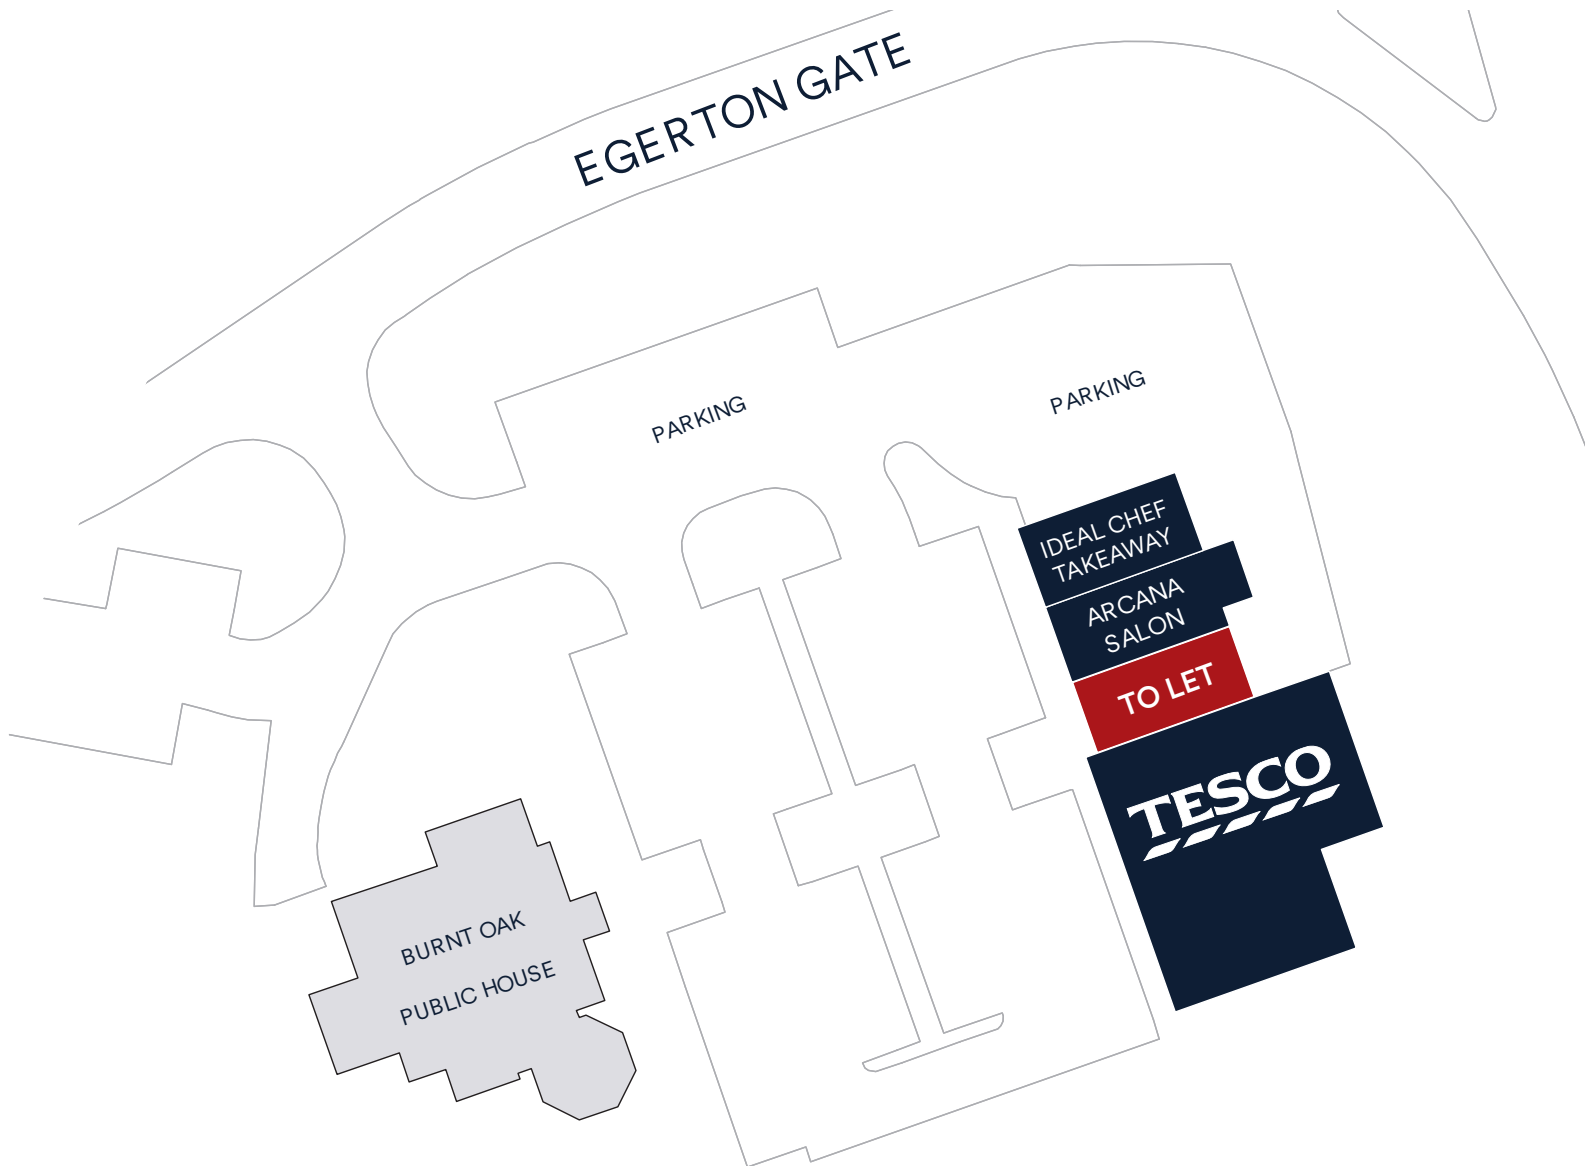 EGERTON GATE
PARKING
PARKING
IDEAL CHEF
TAKEAWAY
ARCANA
SALON
TO LET
TESCO
BURNT OAK
PUBLIC HOUSE